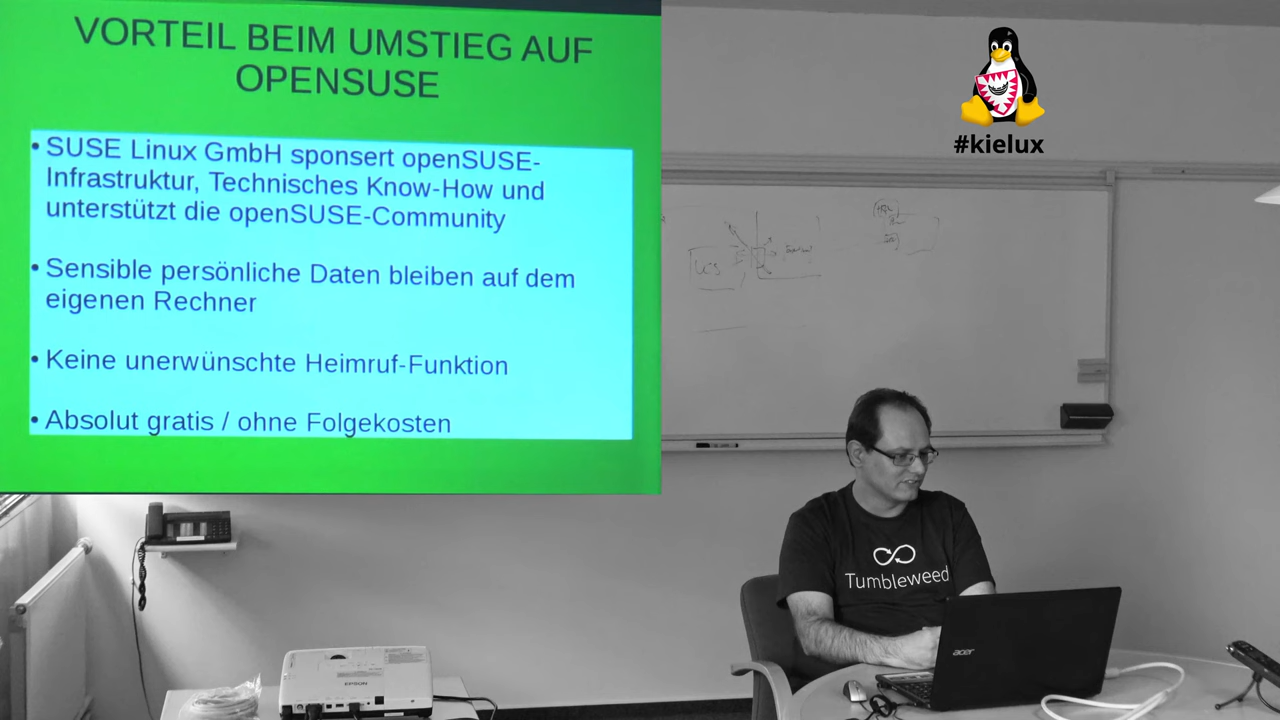 VORTEIL BEIM UMSTIEG AUF
OPENSUSE
• SUSE Linux GmbH sponsert openSUSE-
Infrastruktur, Technisches Know-How und
unterstützt die openSUSE-Community
• Sensible persönliche Daten bleiben auf dem
eigenen Rechner
• Keine unerwünschte Heimruf-Funktion
• Absolut gratis / ohne Folgekosten
#kielux
Tumbleweed
acer
EPSON